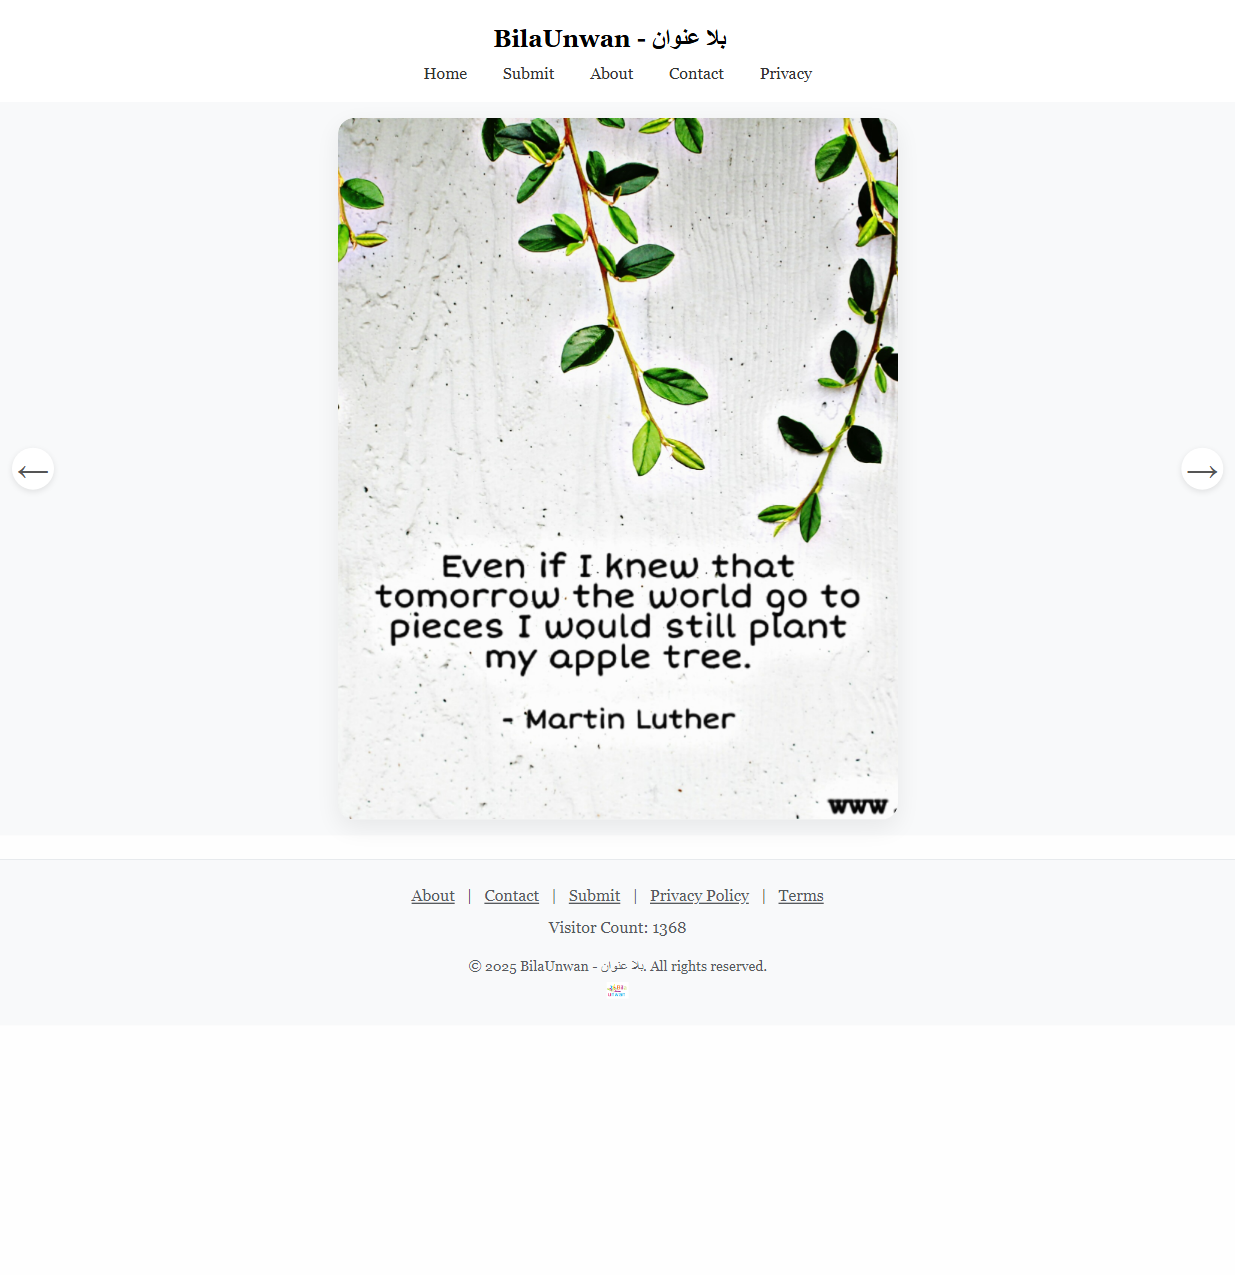 BilaUnwan - بلا عنوان
Home Submit About Contact Privacy
Even if I knew that
tomorrow the world go to
pieces I would still plant
my apple tree.
- Martin Luther
www
← →
About | Contact | Submit | Privacy Policy | Terms
Visitor Count: 1368
© 2025 BilaUnwan - بلا عنوان. All rights reserved.